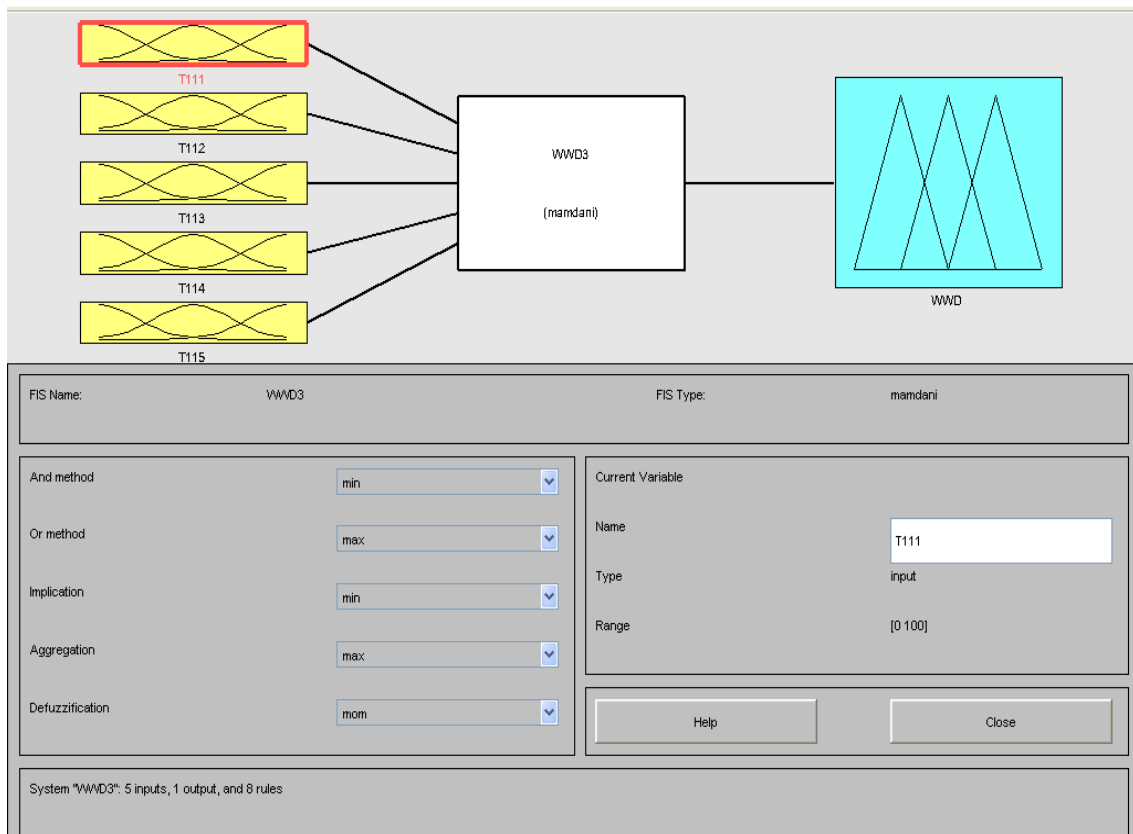 T111
T112
T113
T114
T115
WWD3
(mamdani)
WWD
FIS Name: WWD3 FIS Type: mamdani
And method min
Or method max
Implication min
Aggregation max
Defuzzification mom
Current Variable
Name T111
Type input
Range [0 100]
Help Close
System "WWD3": 5 inputs, 1 output, and 8 rules